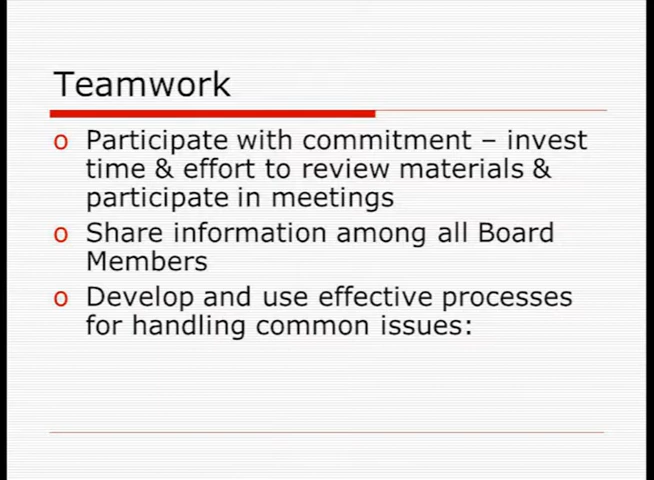 Teamwork
o Participate with commitment – invest
time & effort to review materials &
participate in meetings
o Share information among all Board
Members
o Develop and use effective processes
for handling common issues: